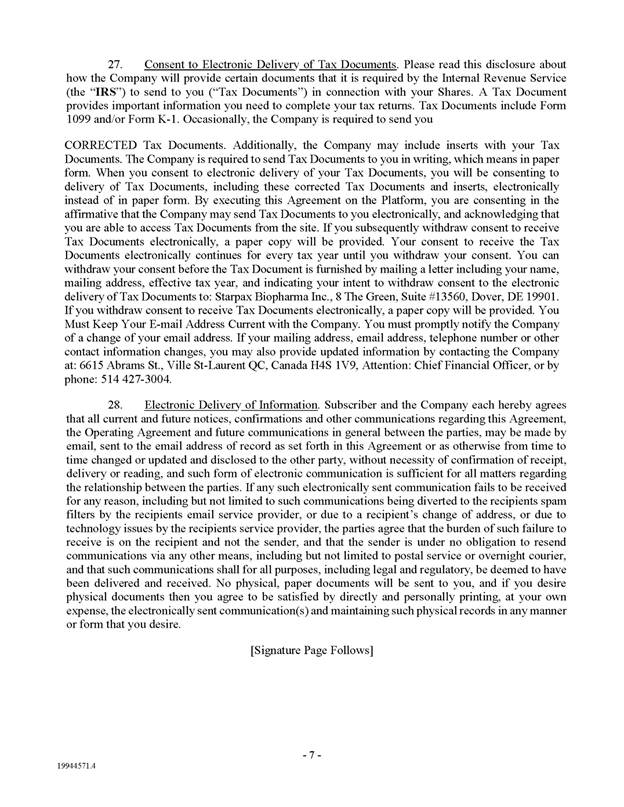 27. Consent to Electronic Delivery of Tax Documents. Please read this disclosure about
how the Company will provide certain documents that it is required by the Internal Revenue Service
(the “IRS”) to send to you (“Tax Documents”) in connection with your Shares. A Tax Document
provides important information you need to complete your tax returns. Tax Documents include Form
1099 and/or Form K-1. Occasionally, the Company is required to send you
CORRECTED Tax Documents. Additionally, the Company may include inserts with your Tax
Documents. The Company is required to send Tax Documents to you in writing, which means in paper
form. When you consent to electronic delivery of your Tax Documents, you will be consenting to
delivery of Tax Documents, including these corrected Tax Documents and inserts, electronically
instead of in paper form. By executing this Agreement on the Platform, you are consenting in the
affirmative that the Company may send Tax Documents to you electronically, and acknowledging that
you are able to access Tax Documents from the site. If you subsequently withdraw consent to receive
Tax Documents electronically, a paper copy will be provided. Your consent to receive the Tax
Documents electronically continues for every tax year until you withdraw your consent. You can
withdraw your consent before the Tax Document is furnished by mailing a letter including your name,
mailing address, effective tax year, and indicating your intent to withdraw consent to the electronic
delivery of Tax Documents to: Starpax Biopharma Inc., 8 The Green, Suite #13560, Dover, DE 19901.
If you withdraw consent to receive Tax Documents electronically, a paper copy will be provided. You
Must Keep Your E-mail Address Current with the Company. You must promptly notify the Company
of a change of your email address. If your mailing address, email address, telephone number or other
contact information changes, you may also provide updated information by contacting the Company
at: 6615 Abrams St., Ville St-Laurent QC, Canada H4S 1V9, Attention: Chief Financial Officer, or by
phone: 514 427-3004.
28. Electronic Delivery of Information. Subscriber and the Company each hereby agrees
that all current and future notices, confirmations and other communications regarding this Agreement,
the Operating Agreement and future communications in general between the parties, may be made by
email, sent to the email address of record as set forth in this Agreement or as otherwise from time to
time changed or updated and disclosed to the other party, without necessity of confirmation of receipt,
delivery or reading, and such form of electronic communication is sufficient for all matters regarding
the relationship between the parties. If any such electronically sent communication fails to be received
for any reason, including but not limited to such communications being diverted to the recipients spam
filters by the recipients email service provider, or due to a recipient’s change of address, or due to
technology issues by the recipients service provider, the parties agree that the burden of such failure to
receive is on the recipient and not the sender, and that the sender is under no obligation to resend
communications via any other means, including but not limited to postal service or overnight courier,
and that such communications shall for all purposes, including legal and regulatory, be deemed to have
been delivered and received. No physical, paper documents will be sent to you, and if you desire
physical documents then you agree to be satisfied by directly and personally printing, at your own
expense, the electronically sent communication(s) and maintaining such physical records in any manner
or form that you desire.
[Signature Page Follows]
- 7 -
19944571.4